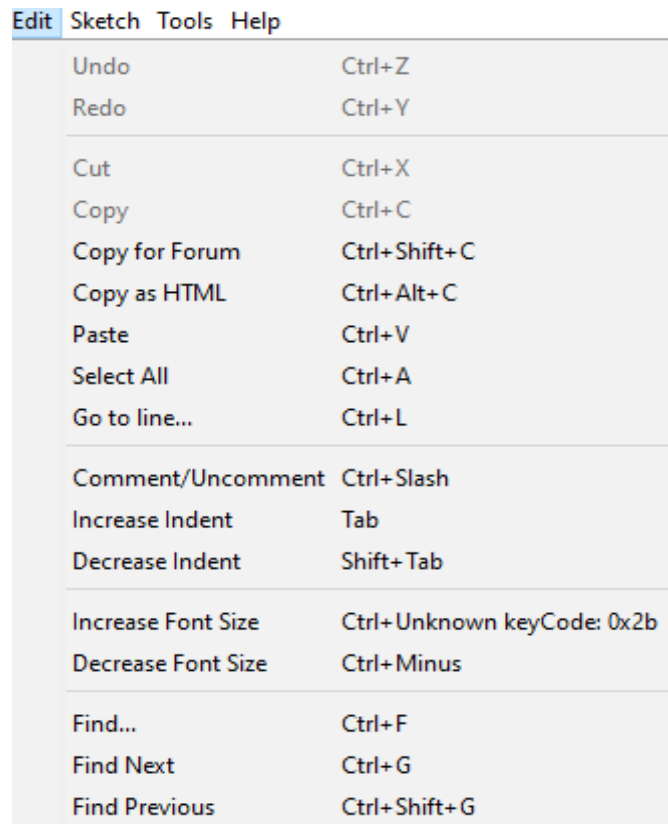 Edit Sketch Tools Help
Undo Ctrl+Z
Redo Ctrl+Y
Cut Ctrl+X
Copy Ctrl+C
Copy for Forum Ctrl+Shift+C
Copy as HTML Ctrl+Alt+C
Paste Ctrl+V
Select All Ctrl+A
Go to line... Ctrl+L
Comment/Uncomment Ctrl+Slash
Increase Indent Tab
Decrease Indent Shift+Tab
Increase Font Size Ctrl+Unknown keyCode: 0x2b
Decrease Font Size Ctrl+Minus
Find... Ctrl+F
Find Next Ctrl+G
Find Previous Ctrl+Shift+G